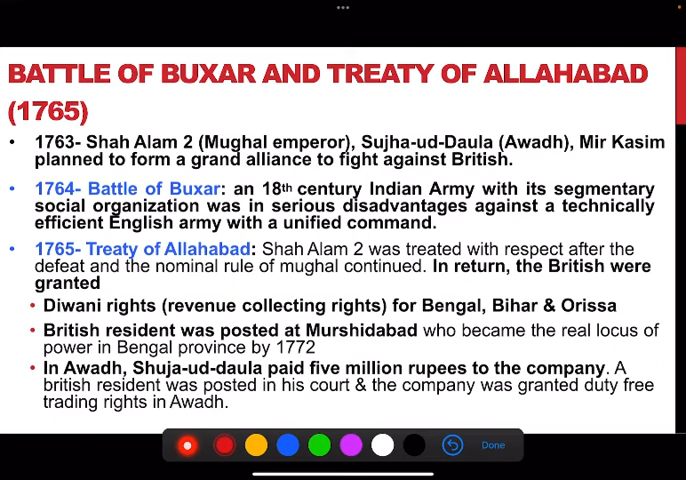 BATTLE OF BUXAR AND TREATY OF ALLAHABAD
(1765)
• 1763- Shah Alam 2 (Mughal emperor), Sujha-ud-Daula (Awadh), Mir Kasim
planned to form a grand alliance to fight against British.
• 1764- Battle of Buxar: an 18th century Indian Army with its segmentary
social organization was in serious disadvantages against a technically
efficient English army with a unified command.
• 1765- Treaty of Allahabad: Shah Alam 2 was treated with respect after the
defeat and the nominal rule of mughal continued. In return, the British were
granted
• Diwani rights (revenue collecting rights) for Bengal, Bihar & Orissa
• British resident was posted at Murshidabad who became the real locus of
power in Bengal province by 1772
• In Awadh, Shuja-ud-daula paid five million rupees to the company. A
british resident was posted in his court & the company was granted duty free
trading rights in Awadh.
Done